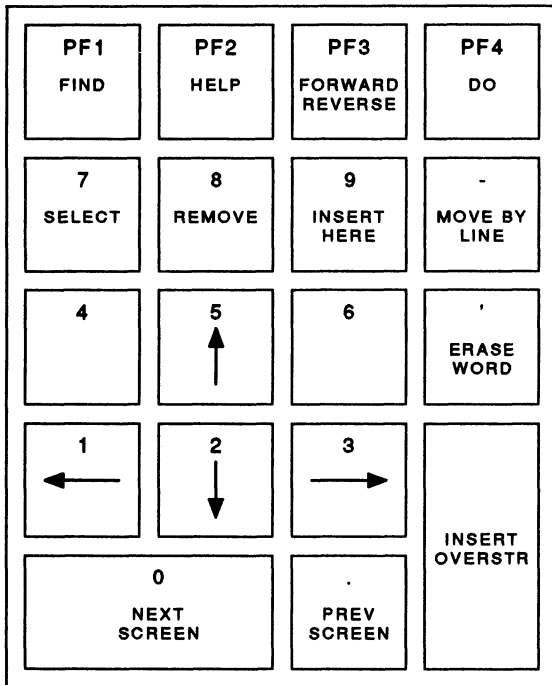 PF1
FIND
PF2
HELP
PF3
FORWARD
REVERSE
PF4
DO
7
SELECT
8
REMOVE
9
INSERT
HERE
-
MOVE BY
LINE
4
5
6
'
ERASE
WORD
1
2
3
INSERT
OVERSTR
0
NEXT
SCREEN
.
PREV
SCREEN